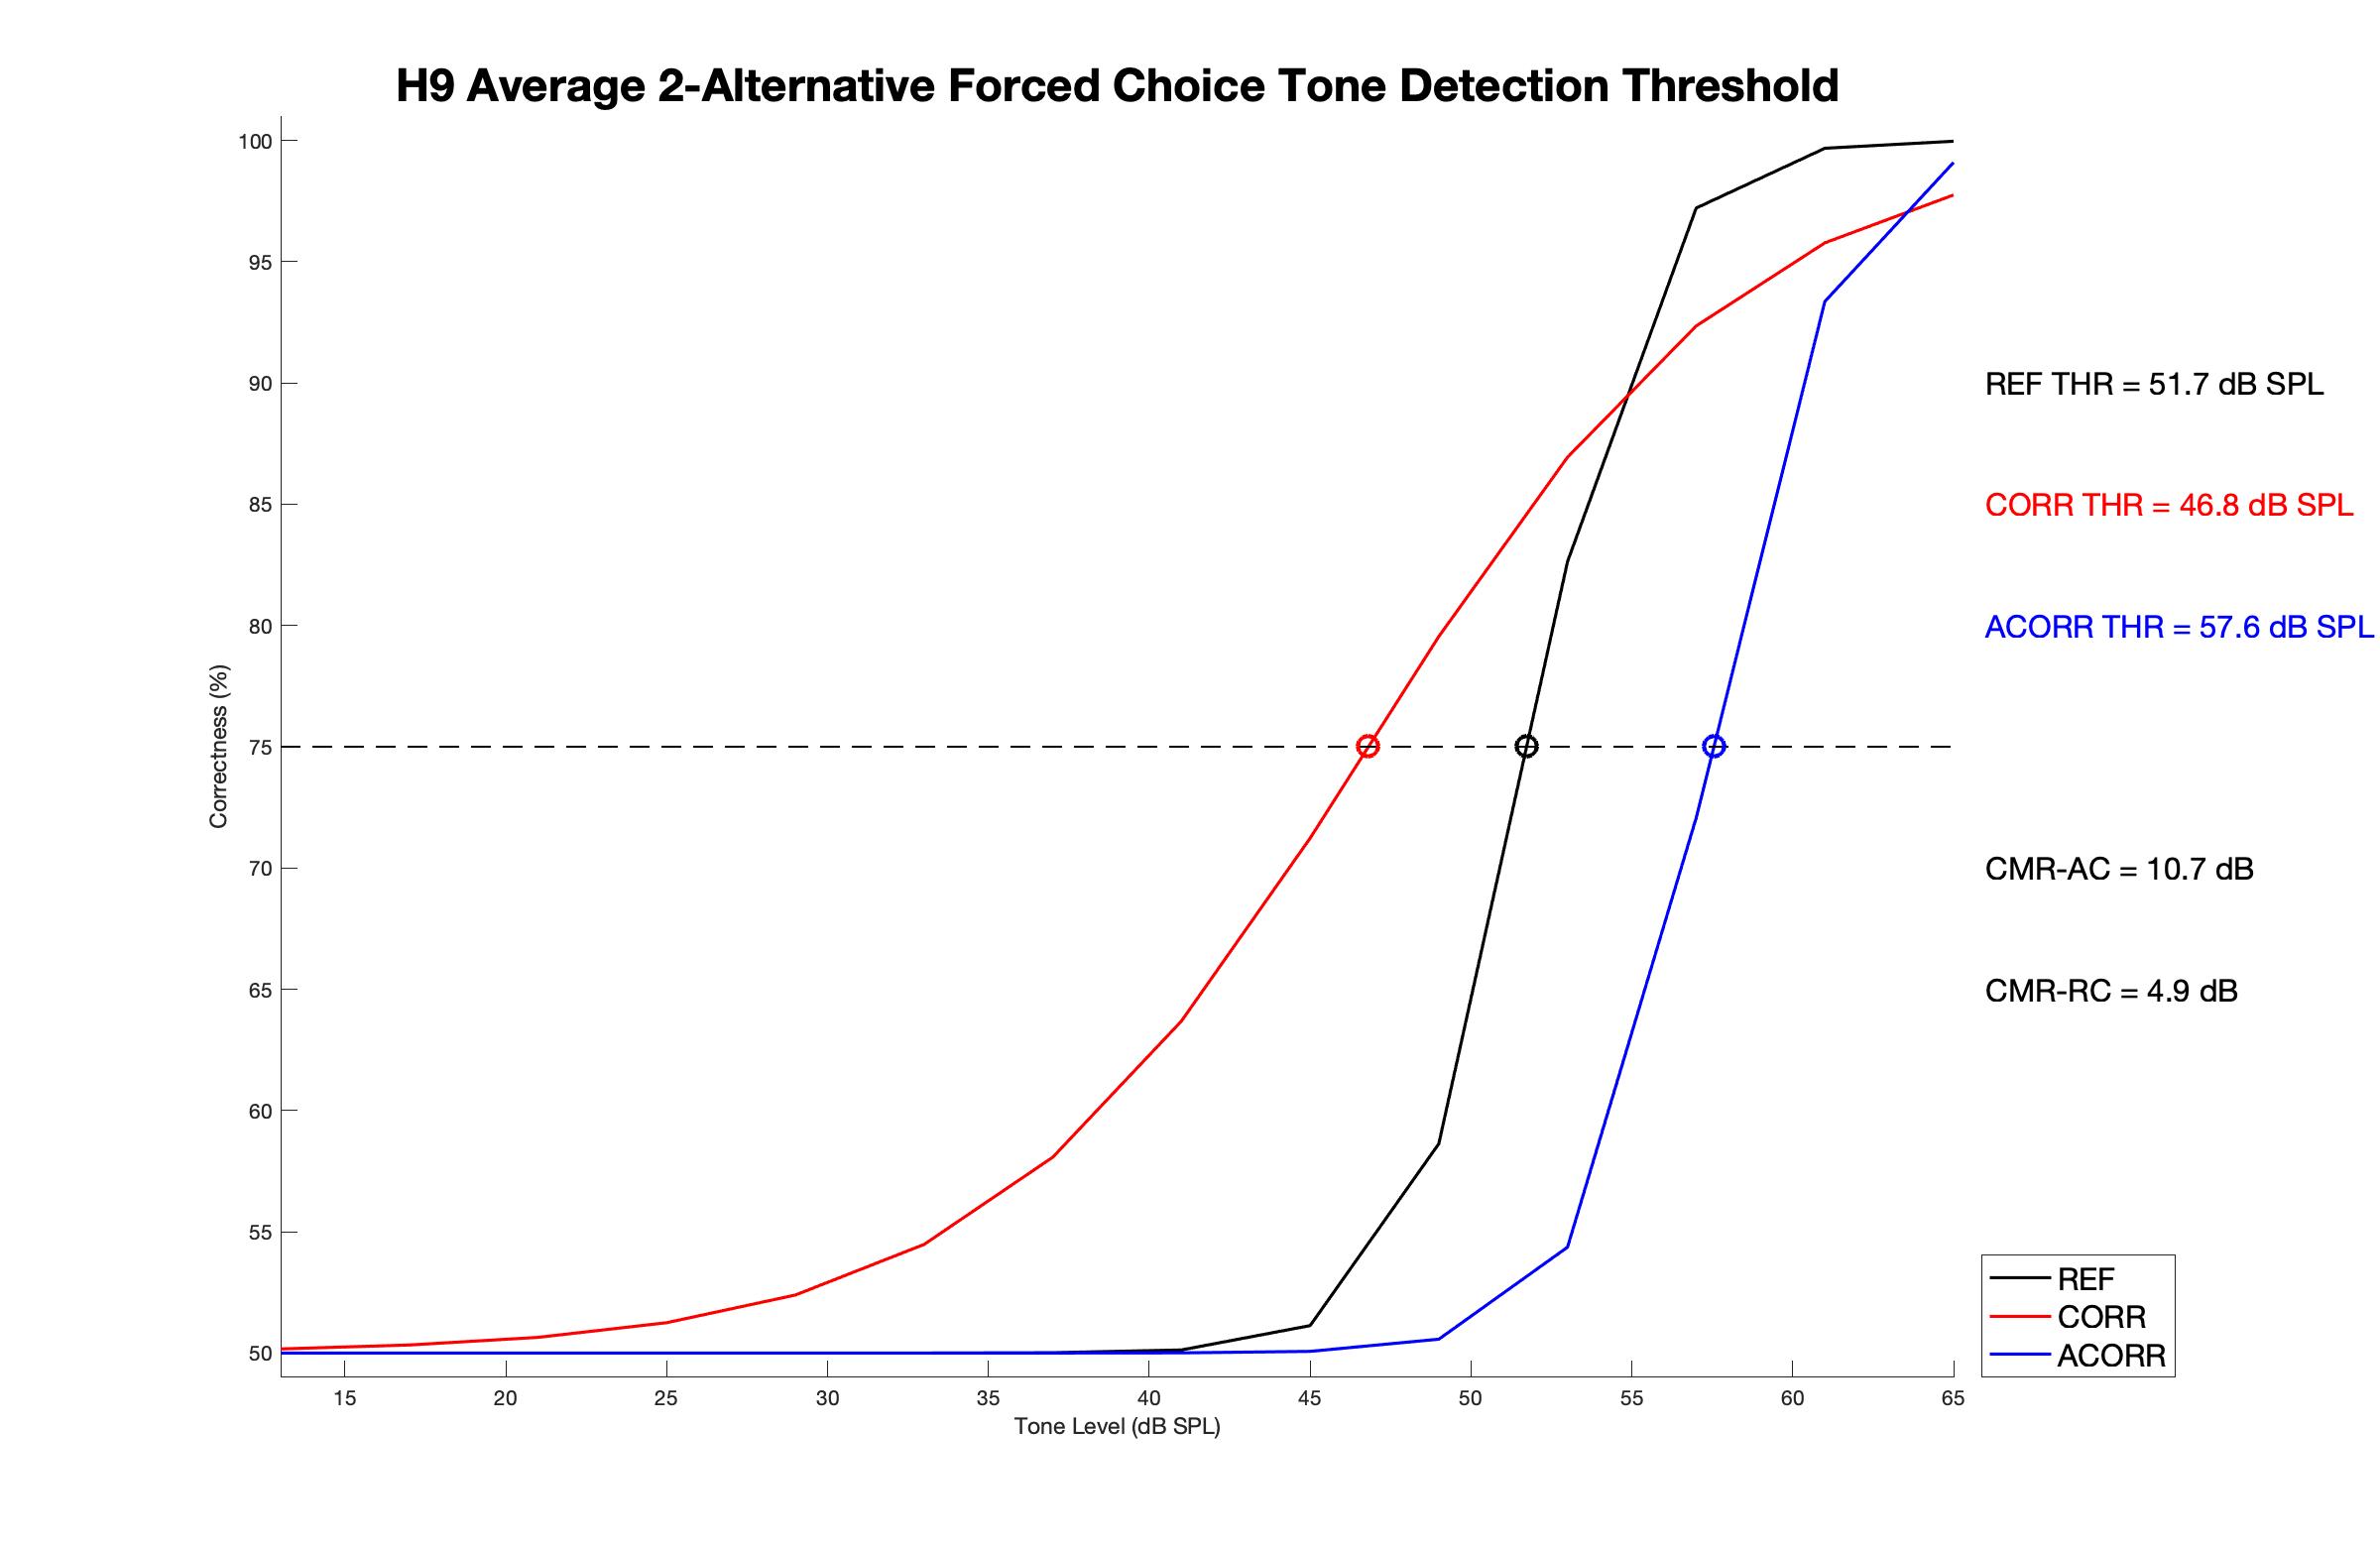 H9 Average 2-Alternative Forced Choice Tone Detection Threshold
100
95
90
85
80
75
70
65
60
55
50
Correctness (%)
15 20 25 30 35 40 45 50 55 60 65
Tone Level (dB SPL)
REF THR = 51.7 dB SPL
CORR THR = 46.8 dB SPL
ACORR THR = 57.6 dB SPL
CMR-AC = 10.7 dB
CMR-RC = 4.9 dB
REF
CORR
ACORR